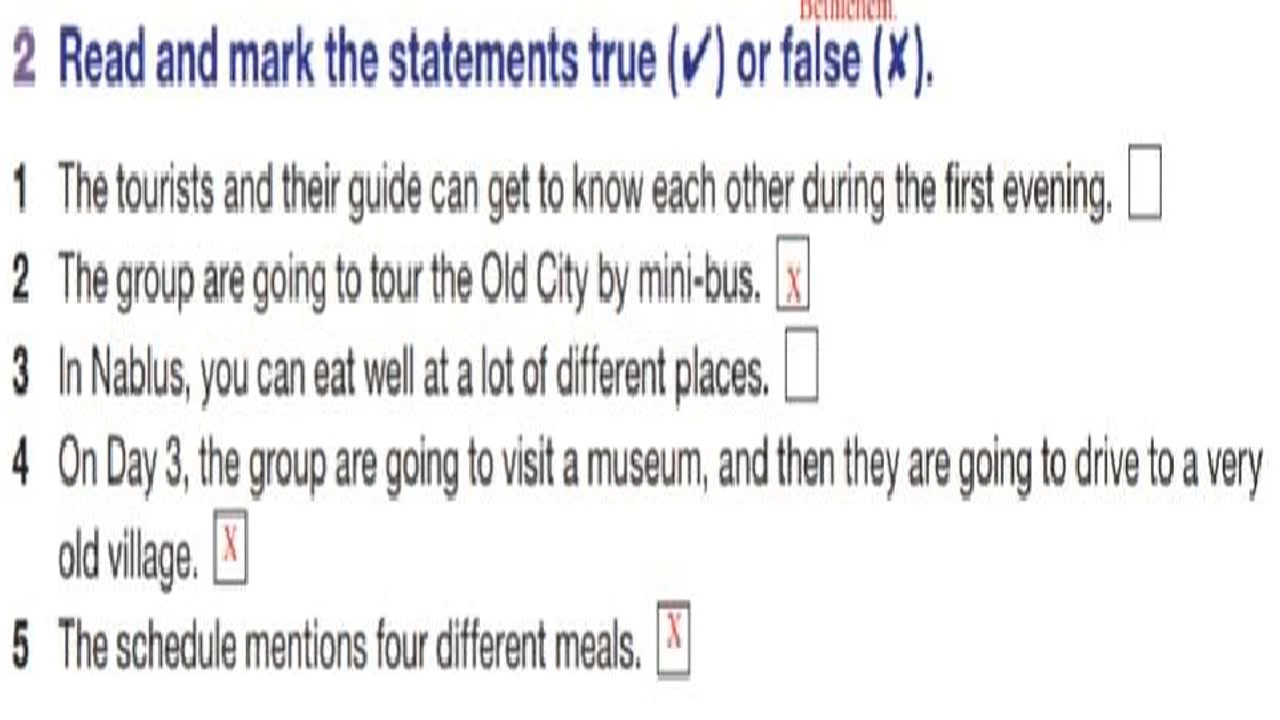 Bethlehem.
2 Read and mark the statements true (✔) or false (✘).
1 The tourists and their guide can get to know each other during the first evening.
2 The group are going to tour the Old City by mini-bus. x
3 In Nablus, you can eat well at a lot of different places.
4 On Day 3, the group are going to visit a museum, and then they are going to drive to a very
old village. X
5 The schedule mentions four different meals. X